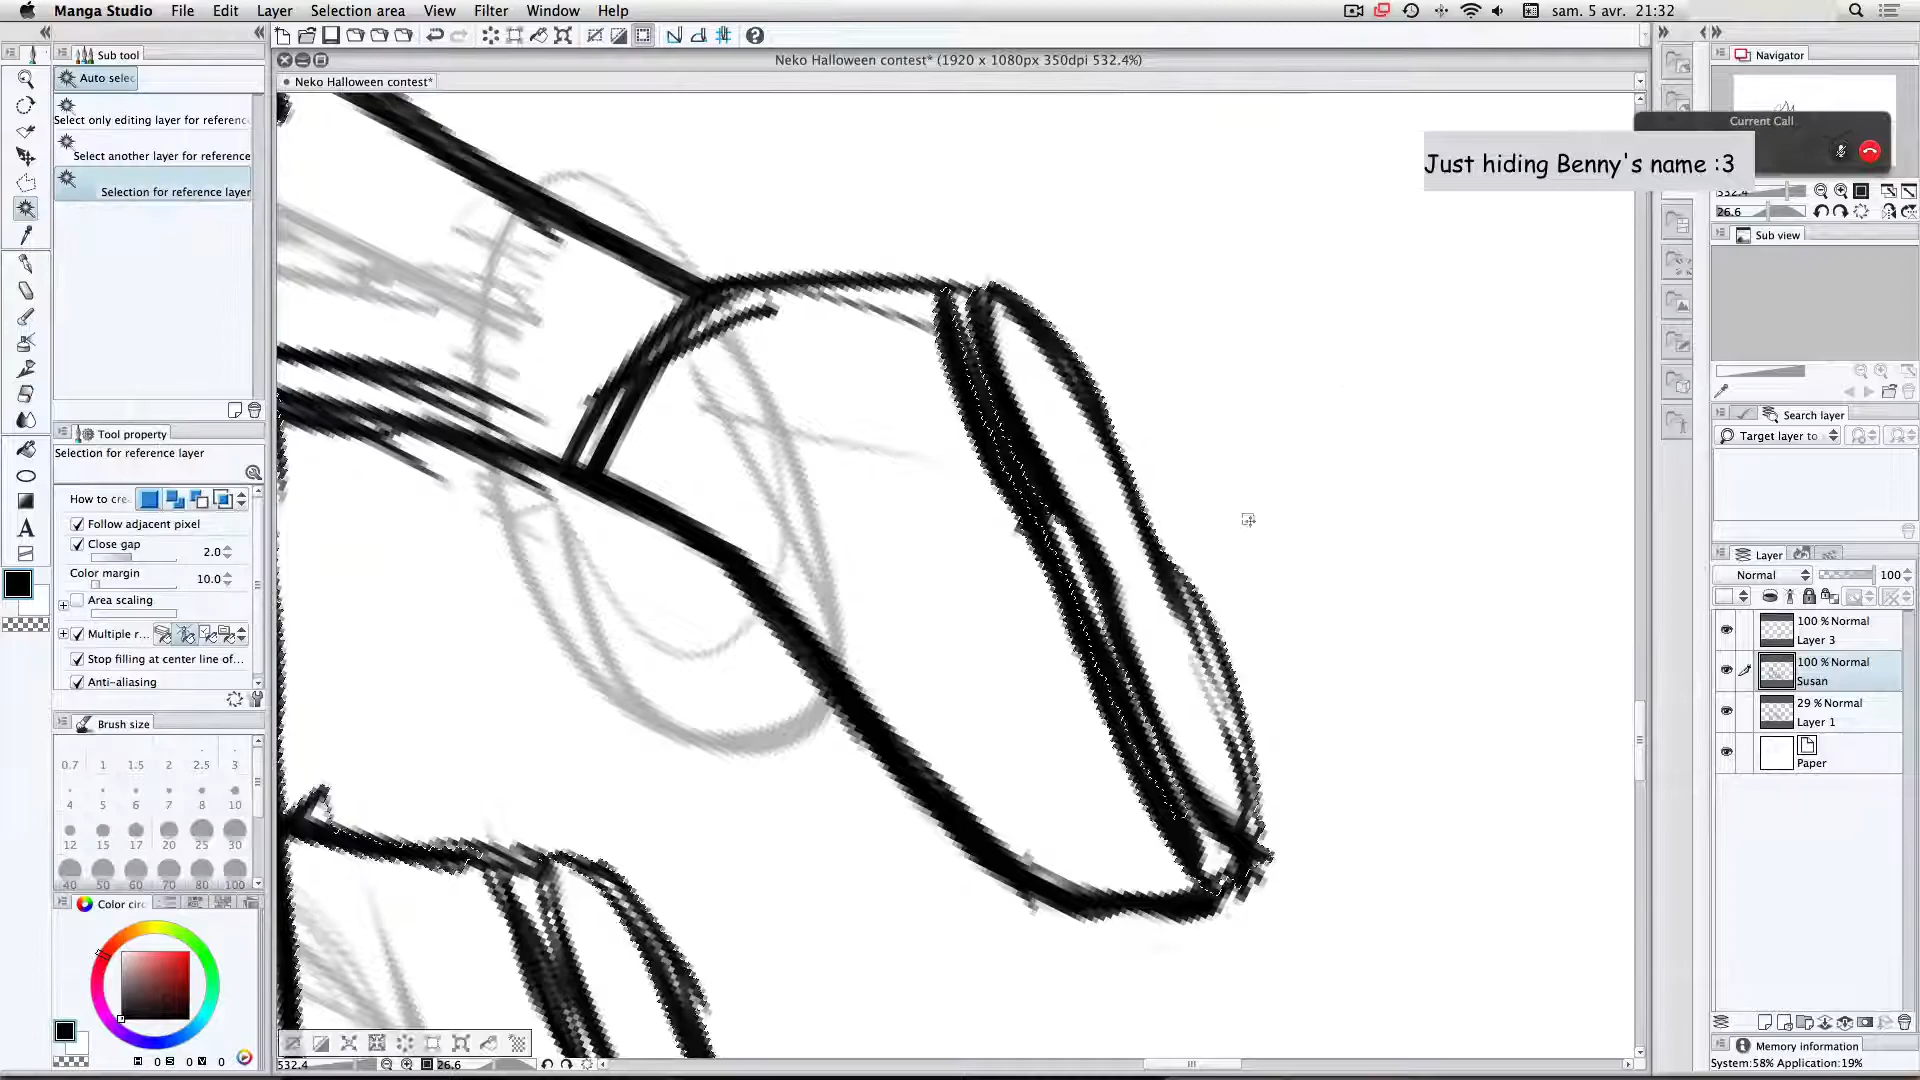 Manga Studio File Edit Layer Selection area View Filter Window Help sam. 5 avr. 21:32
Sub tool
Neko Halloween contest* (1920 x 1080px 350dpi 532.4%)
Navigator
Auto selec
Neko Halloween contest*
Select only editing layer for referenc
Select another layer for reference
Selection for reference layer
Current Call
Just hiding Benny's name :3
532.4
26.6
Sub view
Search layer
Target layer to
Tool property
Selection for reference layer
How to cre
Follow adjacent pixel
Close gap 2.0
Color margin 10.0
Area scaling
Multiple r...
Stop filling at center line of...
Anti-aliasing
Layer
Normal 100
100 % Normal
Layer 3
100 % Normal
Susan
29 % Normal
Layer 1
Paper
Brush size
0.7 1 1.5 2 2.5 3
4 5 6 7 8 10
12 15 17 20 25 30
40 50 60 70 80 100
Color circ
H 0 S 0 V 0
532.4 26.6
Memory information
System:58% Application:19%